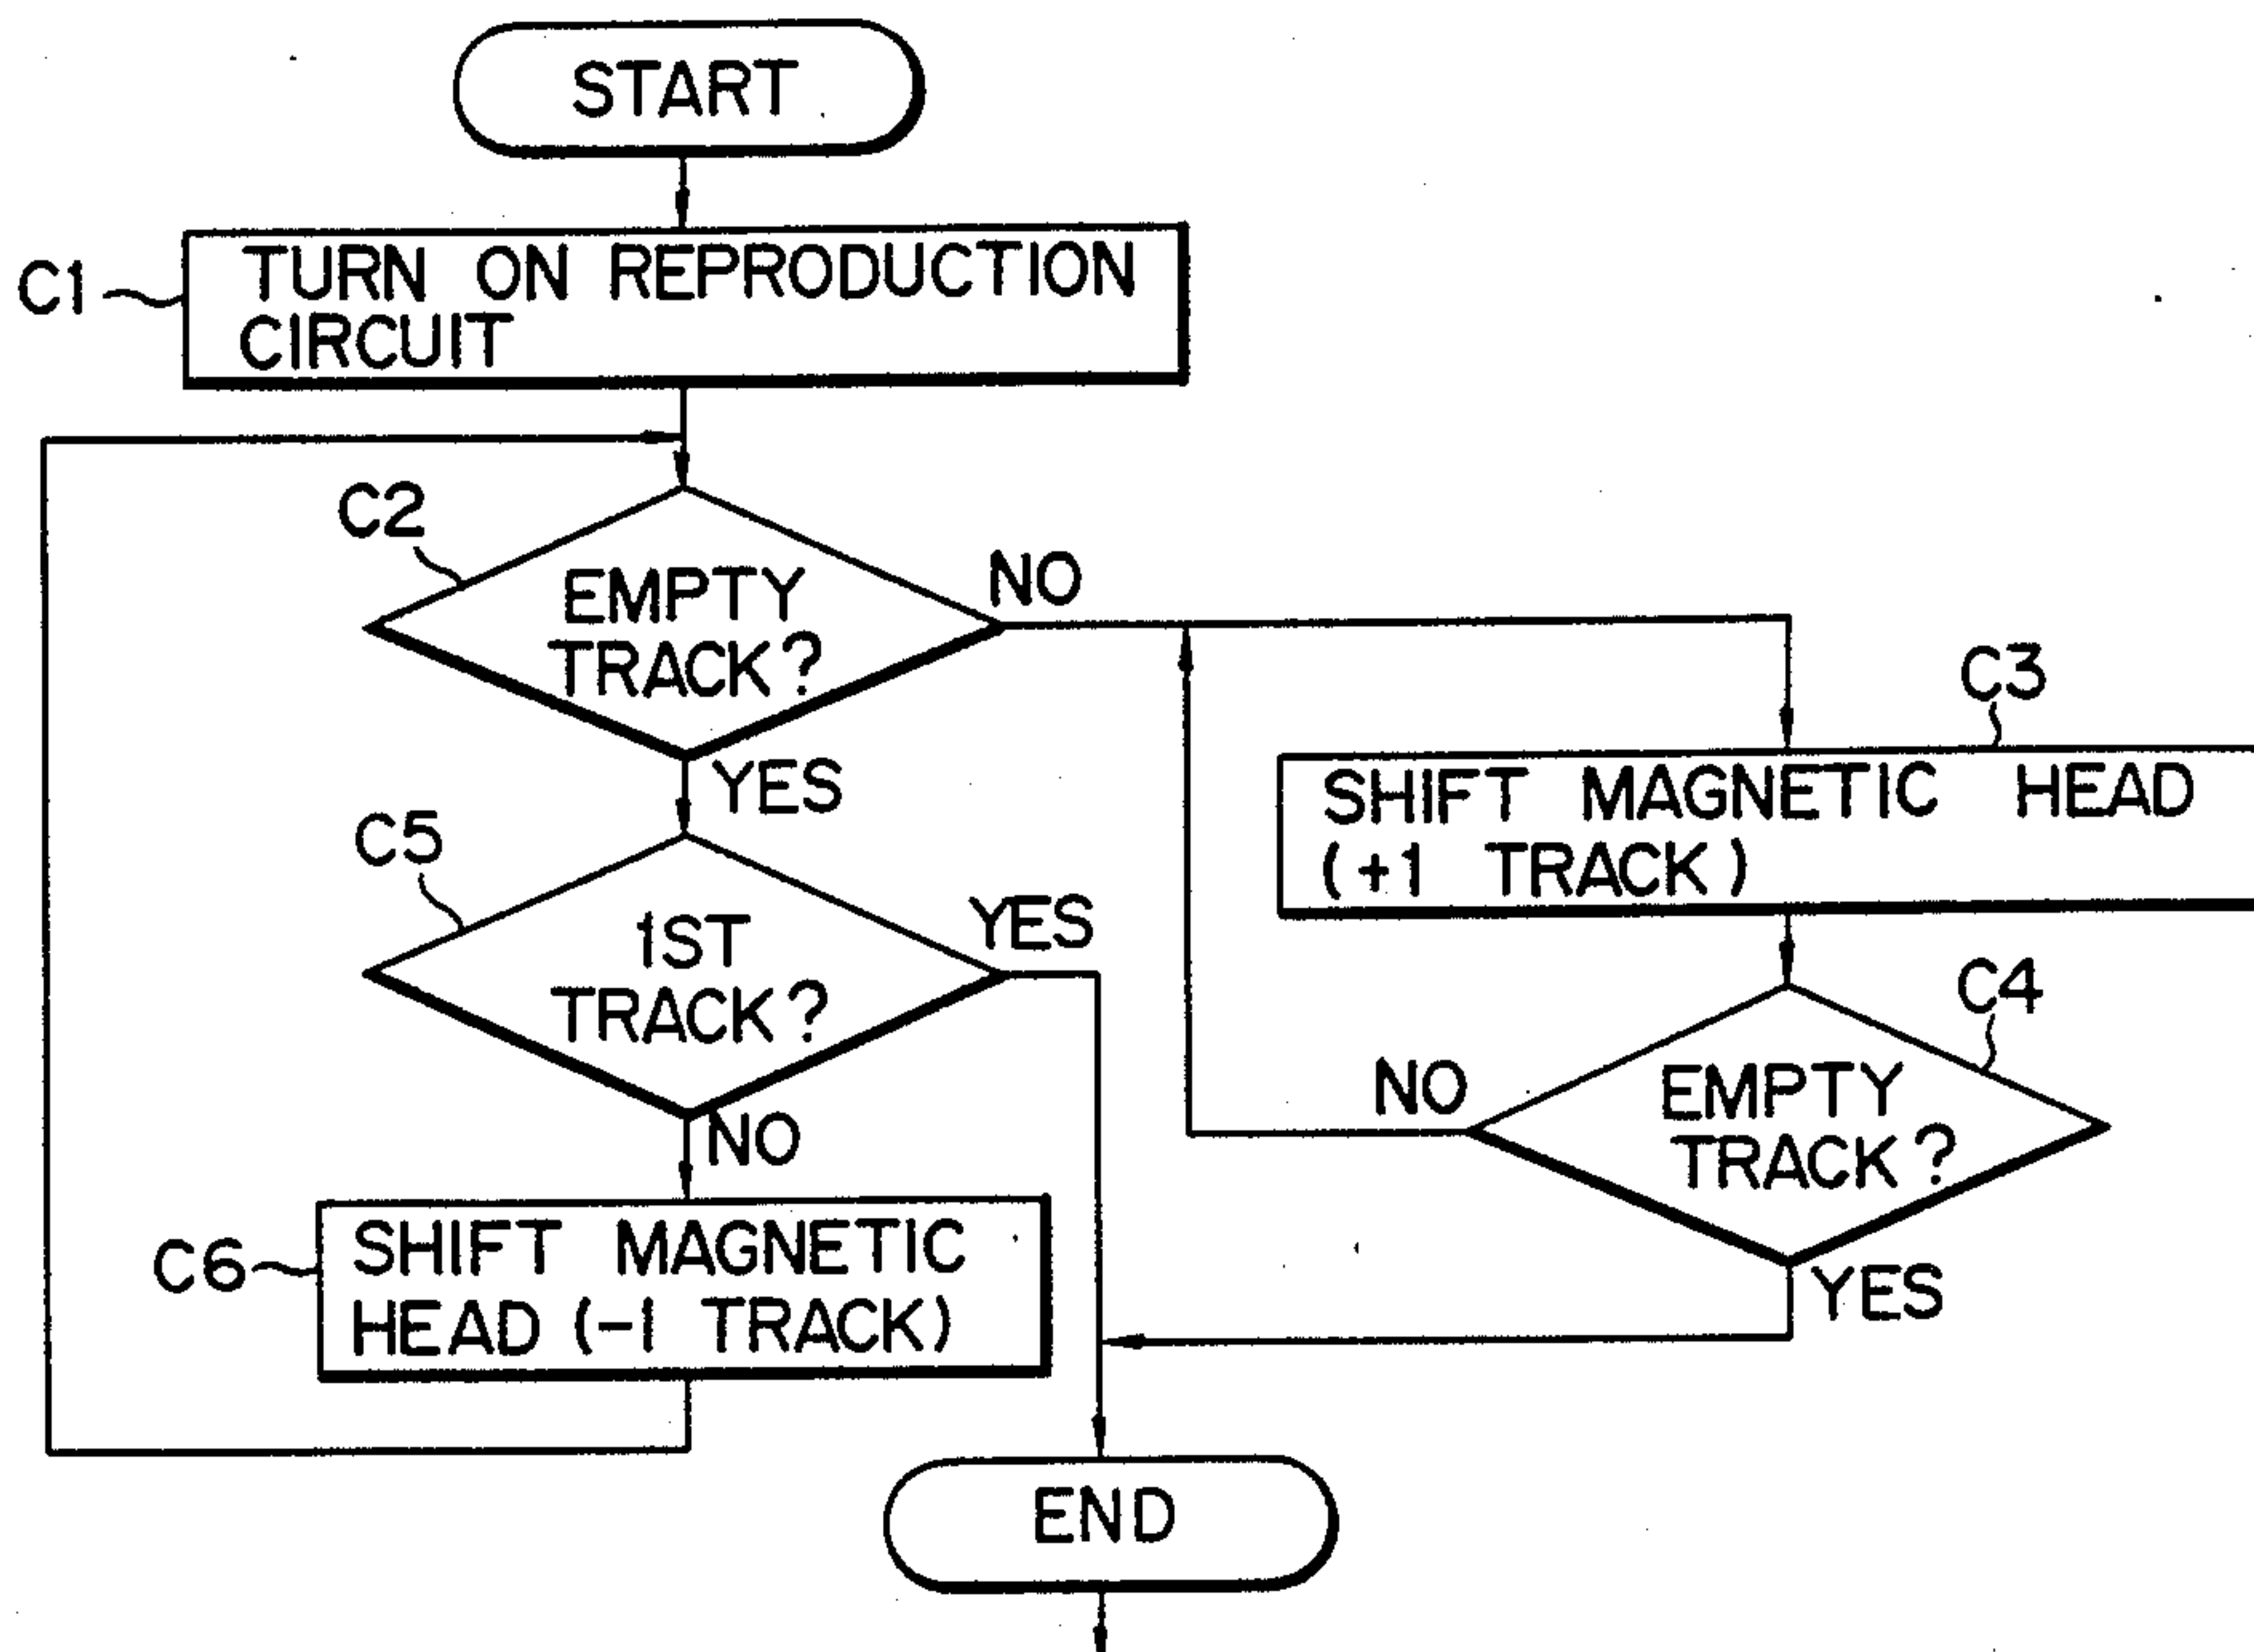 START
C1
TURN ON REPRODUCTION
CIRCUIT
C2
EMPTY
TRACK?
NO
YES
C3
SHIFT MAGNETIC HEAD
(+1 TRACK)
C5
1ST
TRACK?
YES
NO
C4
EMPTY
TRACK?
NO
YES
C6
SHIFT MAGNETIC
HEAD (-1 TRACK)
END